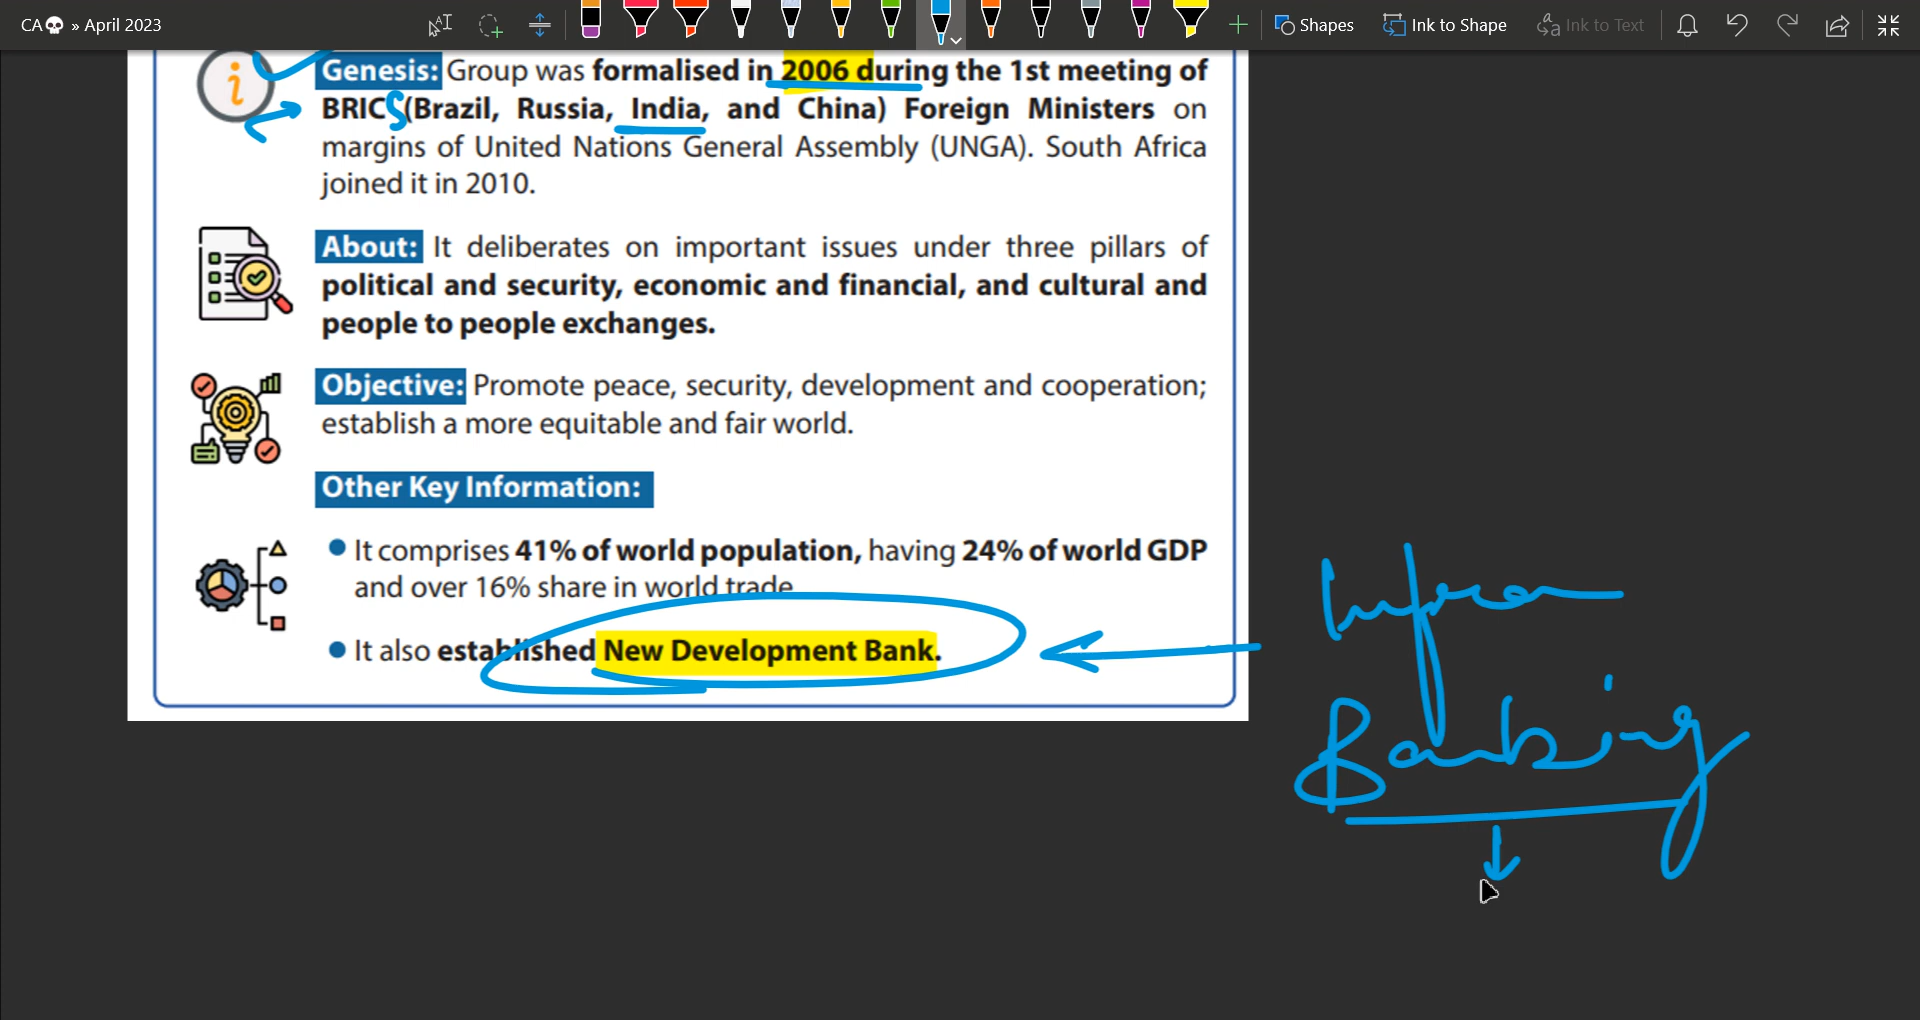 CA💀 » April 2023
Shapes
Ink to Shape
Ink to Text
Genesis: Group was formalised in 2006 during the 1st meeting of
BRICS (Brazil, Russia, India, and China) Foreign Ministers on
margins of United Nations General Assembly (UNGA). South Africa
joined it in 2010.
About: It deliberates on important issues under three pillars of
political and security, economic and financial, and cultural and
people to people exchanges.
Objective: Promote peace, security, development and cooperation;
establish a more equitable and fair world.
Other Key Information:
It comprises 41% of world population, having 24% of world GDP
and over 16% share in world trade
It also established New Development Bank.
Infra
Banking